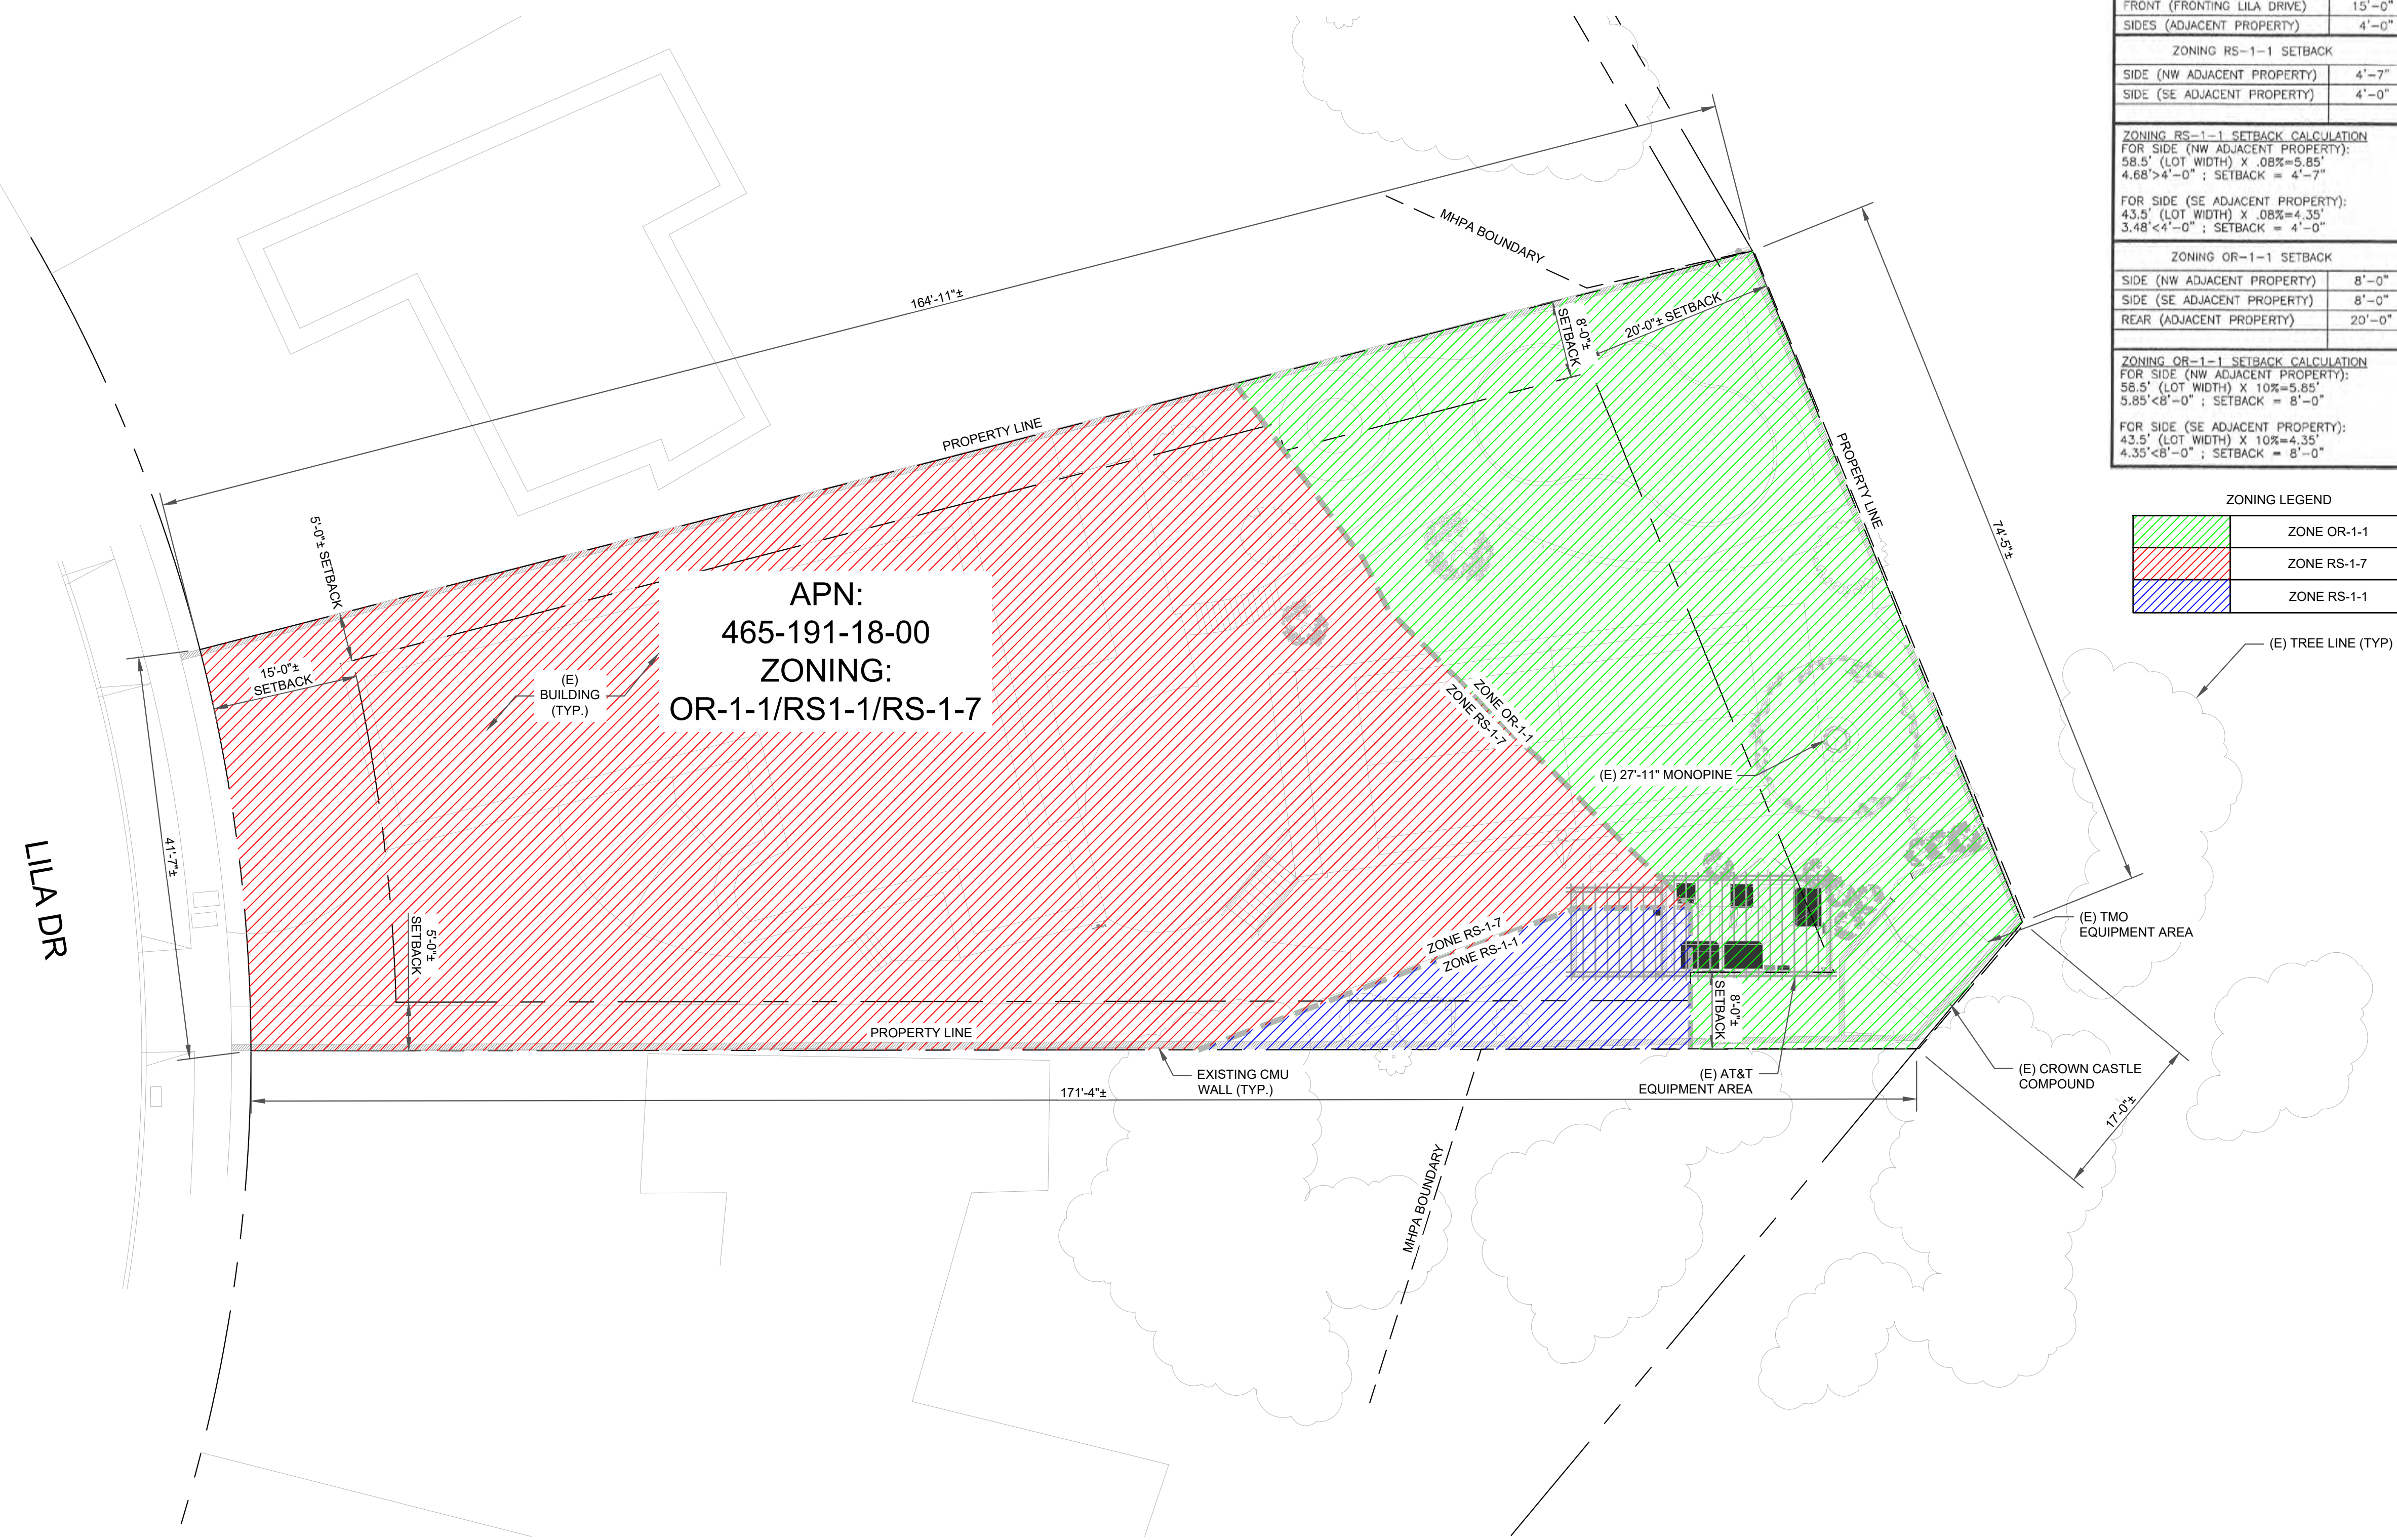 FRONT (FRONTING LILA DRIVE) 15'-0"
SIDES (ADJACENT PROPERTY) 4'-0"
ZONING RS-1-1 SETBACK
SIDE (NW ADJACENT PROPERTY) 4'-7"
SIDE (SE ADJACENT PROPERTY) 4'-0"
ZONING RS-1-1 SETBACK CALCULATION
FOR SIDE (NW ADJACENT PROPERTY):
58.5' (LOT WIDTH) X .08%=5.85'
4.68'>4'-0" ; SETBACK = 4'-7"
FOR SIDE (SE ADJACENT PROPERTY):
43.5' (LOT WIDTH) X .08%=4.35'
3.48'<4'-0" ; SETBACK = 4'-0"
ZONING OR-1-1 SETBACK
SIDE (NW ADJACENT PROPERTY) 8'-0"
SIDE (SE ADJACENT PROPERTY) 8'-0"
REAR (ADJACENT PROPERTY) 20'-0"
ZONING OR-1-1 SETBACK CALCULATION
FOR SIDE (NW ADJACENT PROPERTY):
58.5' (LOT WIDTH) X 10%=5.85'
5.85'<8'-0" ; SETBACK = 8'-0"
FOR SIDE (SE ADJACENT PROPERTY):
43.5' (LOT WIDTH) X 10%=4.35'
4.35'<8'-0" ; SETBACK = 8'-0"
ZONING LEGEND
ZONE OR-1-1
ZONE RS-1-7
ZONE RS-1-1
(E) TREE LINE (TYP)
MHPA BOUNDARY
164'-11"±
20'-0"± SETBACK
8'-0"±
SETBACK
PROPERTY LINE
PROPERTY LINE
74'-5"±
5'-0"± SETBACK
15'-0"±
SETBACK
(E)
BUILDING
(TYP.)
APN:
465-191-18-00
ZONING:
OR-1-1/RS1-1/RS-1-7
ZONE OR-1-1
ZONE RS-1-7
(E) 27'-11" MONOPINE
41'-7"±
LILA DR
5'-0"±
SETBACK
ZONE RS-1-7
ZONE RS-1-1
(E) TMO
EQUIPMENT AREA
8'-0"±
SETBACK
PROPERTY LINE
EXISTING CMU
WALL (TYP.)
(E) AT&T
EQUIPMENT AREA
(E) CROWN CASTLE
COMPOUND
171'-4"±
17'-0"±
MHPA BOUNDARY